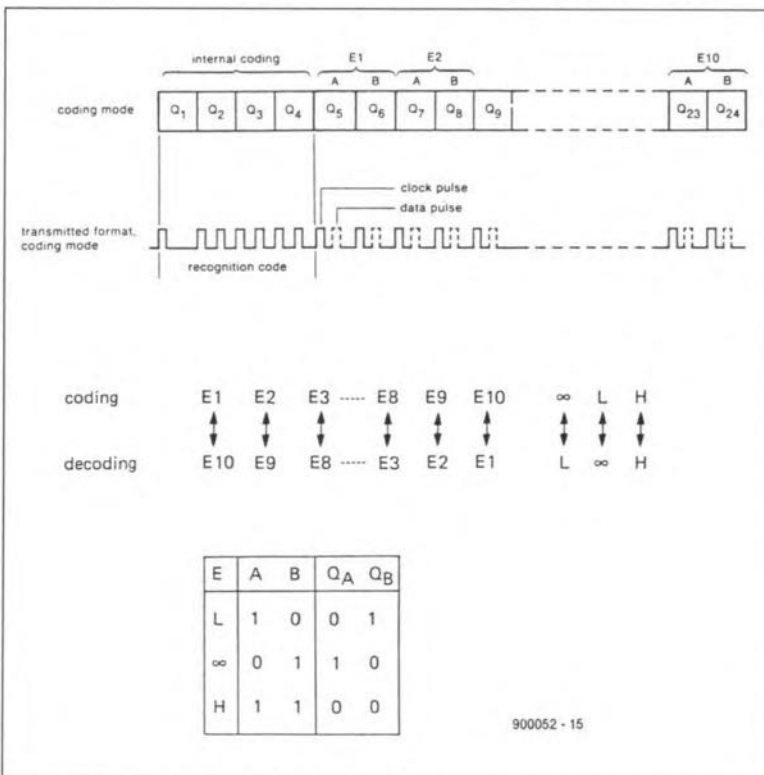 internal coding E1 E2 E10
A B A B A B
coding mode Q1 Q2 Q3 Q4 Q5 Q6 Q7 Q8 Q9 Q23 Q24
clock pulse
data pulse
transmitted format,
coding mode
recognition code
coding E1 E2 E3 ----- E8 E9 E10 ∞ L H
decoding E10 E9 E8 ----- E3 E2 E1 L ∞ H
E A B QA QB
L 1 0 0 1
∞ 0 1 1 0
H 1 1 0 0
900052 - 15